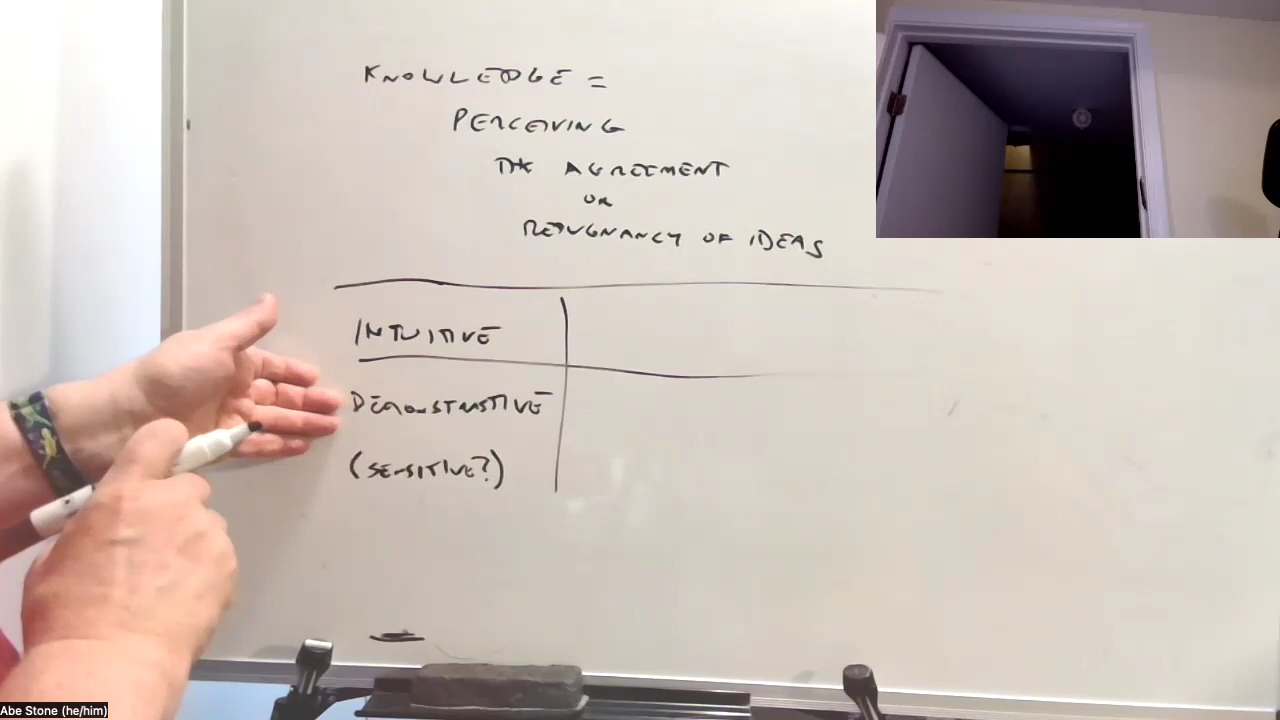 KNOWLEDGE =
PERCEIVING
THE AGREEMENT
OR
REPUGNANCY OF IDEAS
INTUITIVE
DEMONSTRATIVE
(SENSITIVE?)
Abe Stone (he/him)